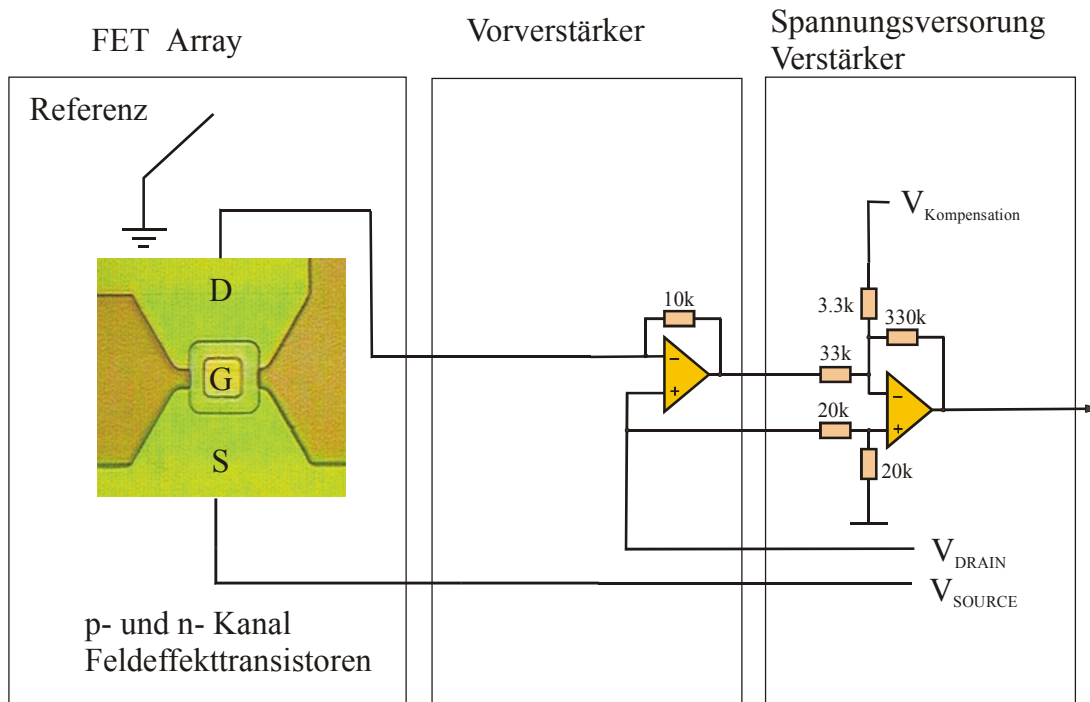 FET Array
Vorverstärker
Spannungsversorung
Verstärker
Referenz
D
G
S
p- und n- Kanal
Feldeffekttransistoren
10k
−
+
V Kompensation
3.3k
330k
33k
20k
−
+
20k
V DRAIN
V SOURCE